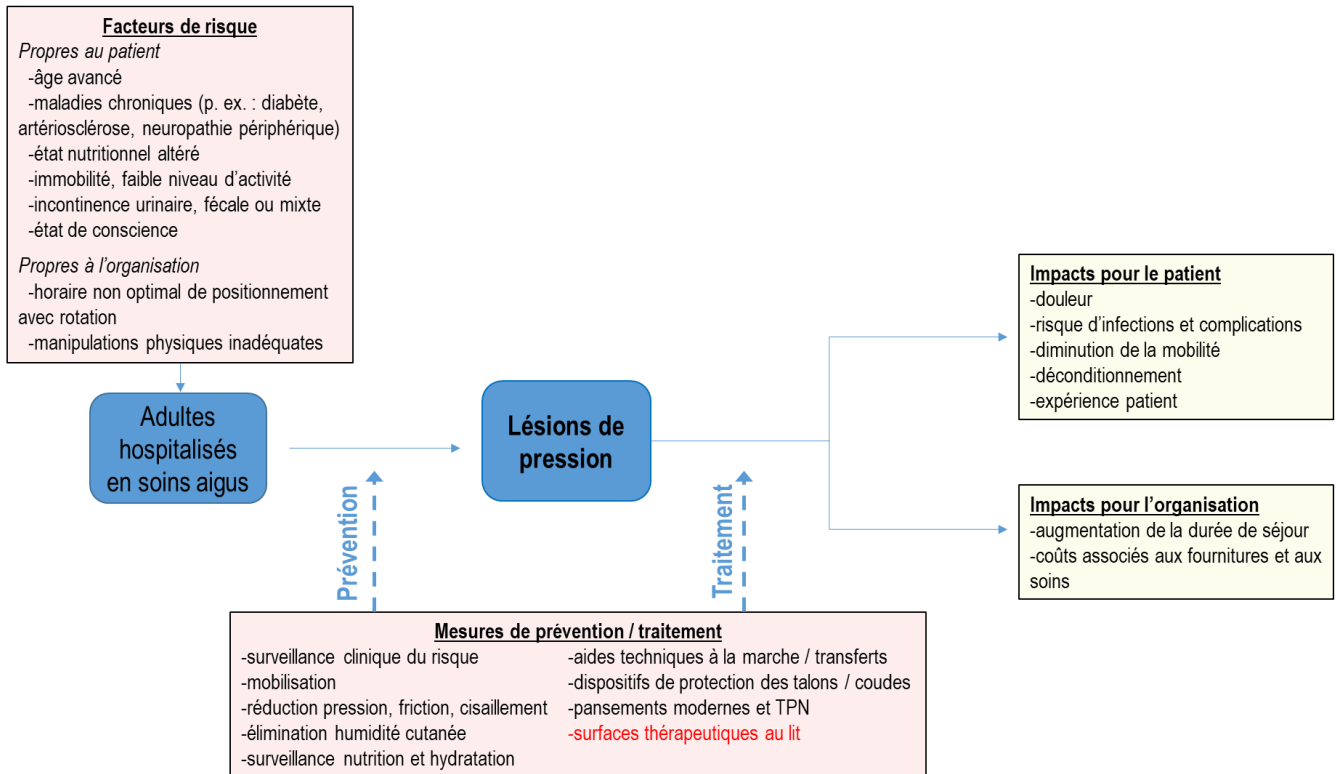 Facteurs de risque
Propres au patient
-âge avancé
-maladies chroniques (p. ex. : diabète,
artériosclérose, neuropathie périphérique)
-état nutritionnel altéré
-immobilité, faible niveau d'activité
-incontinence urinaire, fécale ou mixte
-état de conscience
Propres à l'organisation
-horaire non optimal de positionnement
avec rotation
-manipulations physiques inadéquates
Adultes
hospitalisés
en soins aigus
Lésions de
pression
Impacts pour le patient
-douleur
-risque d'infections et complications
-diminution de la mobilité
-déconditionnement
-expérience patient
Impacts pour l'organisation
-augmentation de la durée de séjour
-coûts associés aux fournitures et aux
soins
Prévention
Traitement
Mesures de prévention / traitement
-surveillance clinique du risque
-mobilisation
-réduction pression, friction, cisaillement
-élimination humidité cutanée
-surveillance nutrition et hydratation
-aides techniques à la marche / transferts
-dispositifs de protection des talons / coudes
-pansements modernes et TPN
-surfaces thérapeutiques au lit